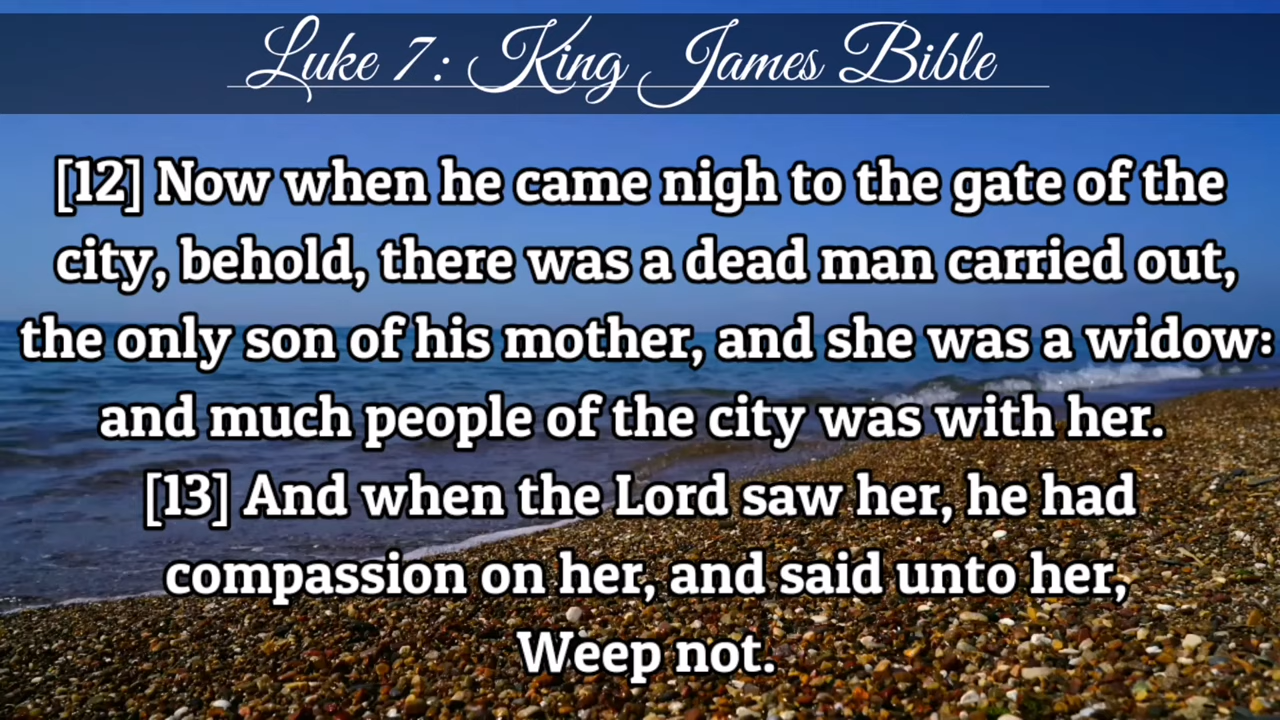 Luke 7: King James Bible
[12] Now when he came nigh to the gate of the
city, behold, there was a dead man carried out,
the only son of his mother, and she was a widow:
and much people of the city was with her.
[13] And when the Lord saw her, he had
compassion on her, and said unto her,
Weep not.